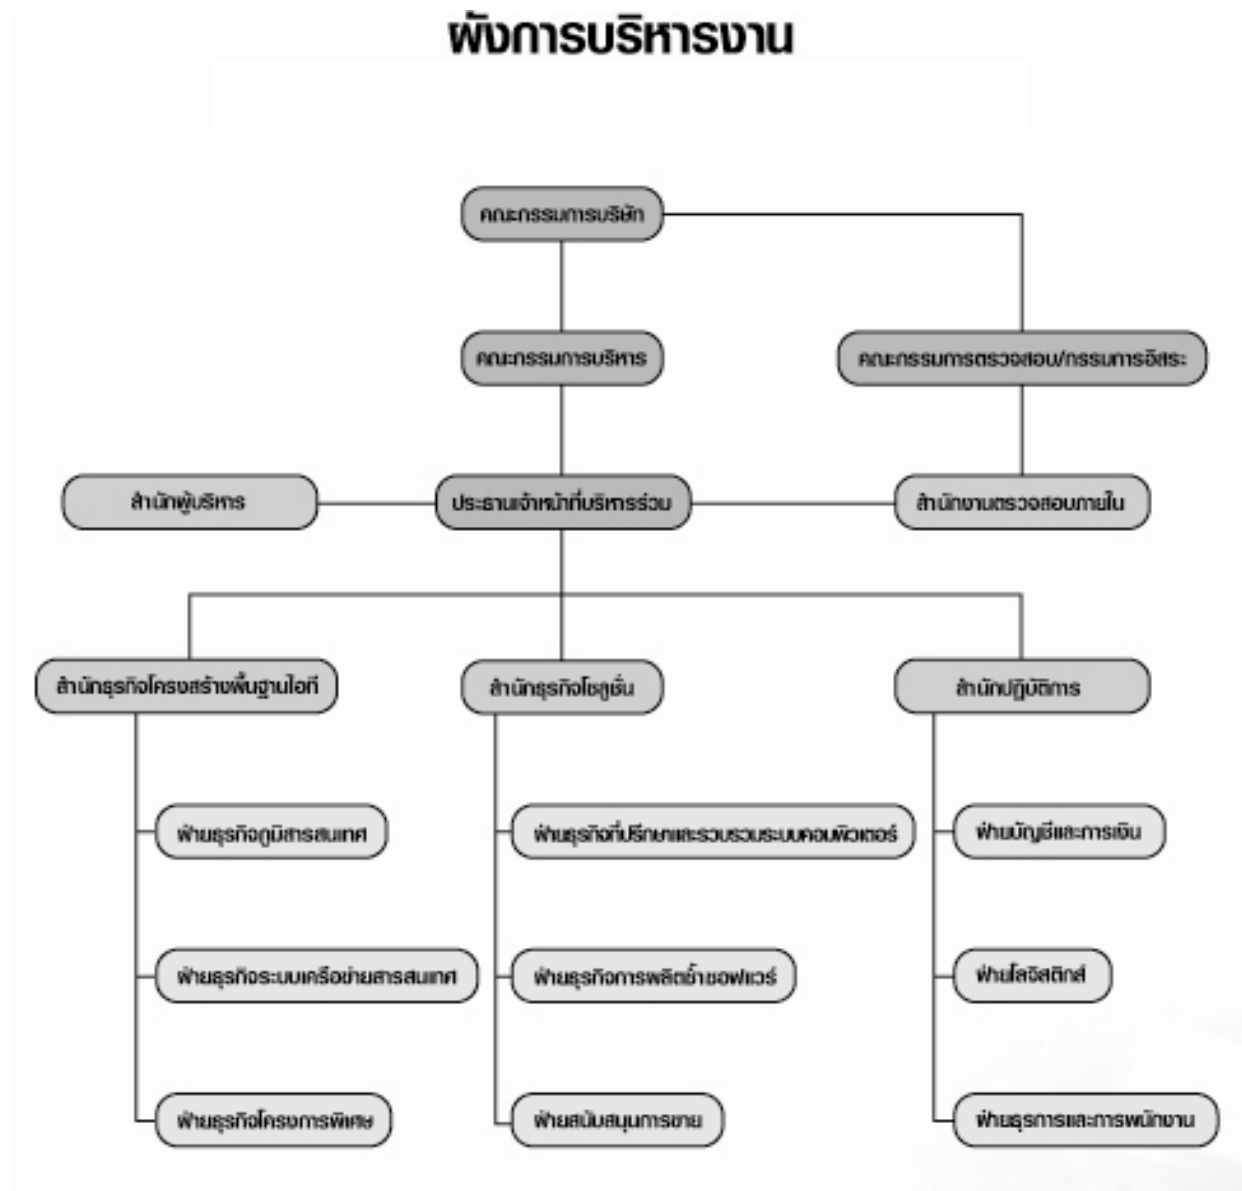 ผังการบริหารงาน
คณะกรรมการบริษัท
คณะกรรมการบริหาร
คณะกรรมการตรวจสอบ/กรรมการอิสระ
สำนักผู้บริหาร
ประธานเจ้าหน้าที่บริหารร่วม
สำนักงานตรวจสอบภายใน
สำนักธุรกิจโครงสร้างพื้นฐานไอที
สำนักธุรกิจโซลูชั่น
สำนักปฏิบัติการ
ฝ่ายธุรกิจภูมิสารสนเทศ
ฝ่ายธุรกิจที่ปรึกษาและรวบรวมระบบคอมพิวเตอร์
ฝ่ายบัญชีและการเงิน
ฝ่ายธุรกิจระบบเครือข่ายสารสนเทศ
ฝ่ายธุรกิจการผลิตซ้ำซอฟแวร์
ฝ่ายโลจิสติกส์
ฝ่ายธุรกิจโครงการพิเศษ
ฝ่ายสนับสนุนการขาย
ฝ่ายธุรการและการพนักงาน